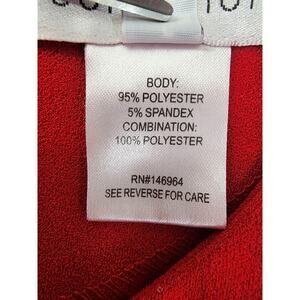 BODY:
95% POLYESTER
5% SPANDEX
COMBINATION:
100% POLYESTER
RN#146964
SEE REVERSE FOR CARE